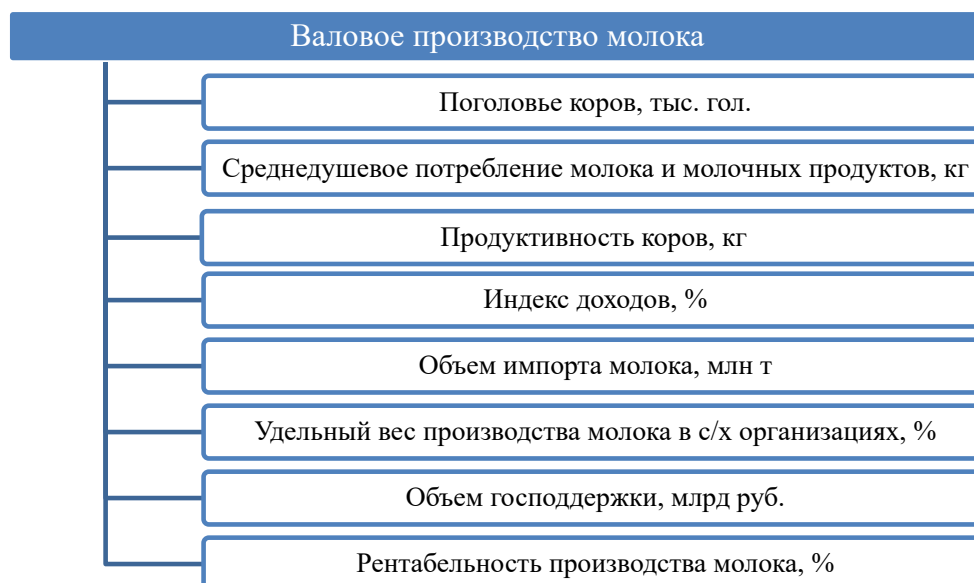 Валовое производство молока
Поголовье коров, тыс. гол.
Среднедушевое потребление молока и молочных продуктов, кг
Продуктивность коров, кг
Индекс доходов, %
Объем импорта молока, млн т
Удельный вес производства молока в с/х организациях, %
Объем господдержки, млрд руб.
Рентабельность производства молока, %